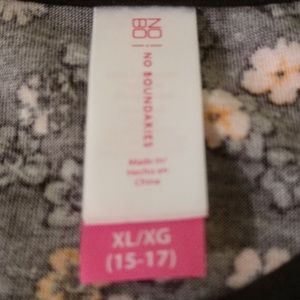 NO
BO
NO BOUNDARIES
Made in/
Hecho en
China
XL/XG
(15-17)